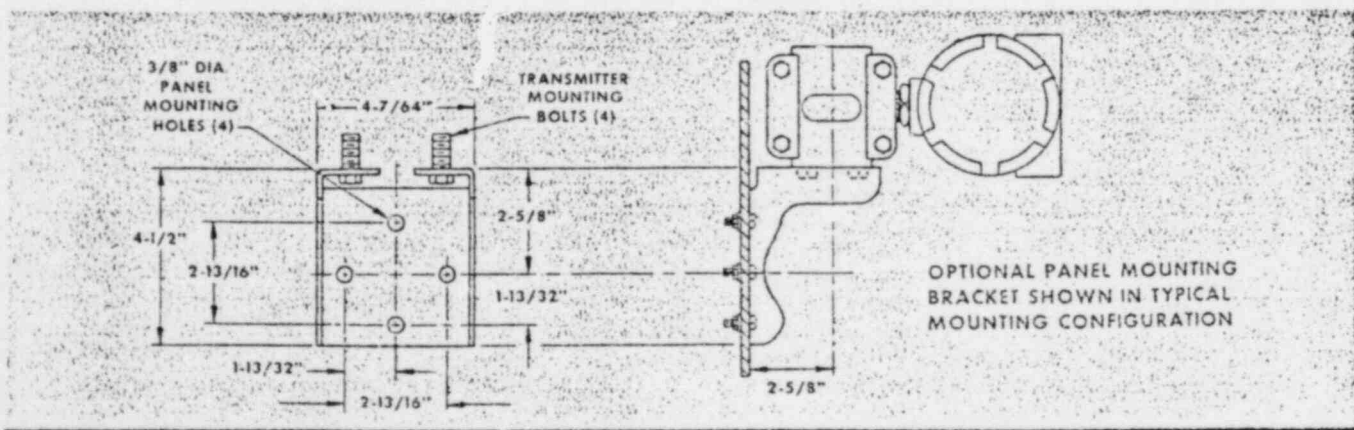 3/8" DIA.
PANEL
MOUNTING
HOLES (4)
4-7/64"
TRANSMITTER
MOUNTING
BOLTS (4)
4-1/2"
2-13/16"
2-5/8"
1-13/32"
1-13/32"
2-13/16"
2-5/8"
OPTIONAL PANEL MOUNTING
BRACKET SHOWN IN TYPICAL
MOUNTING CONFIGURATION